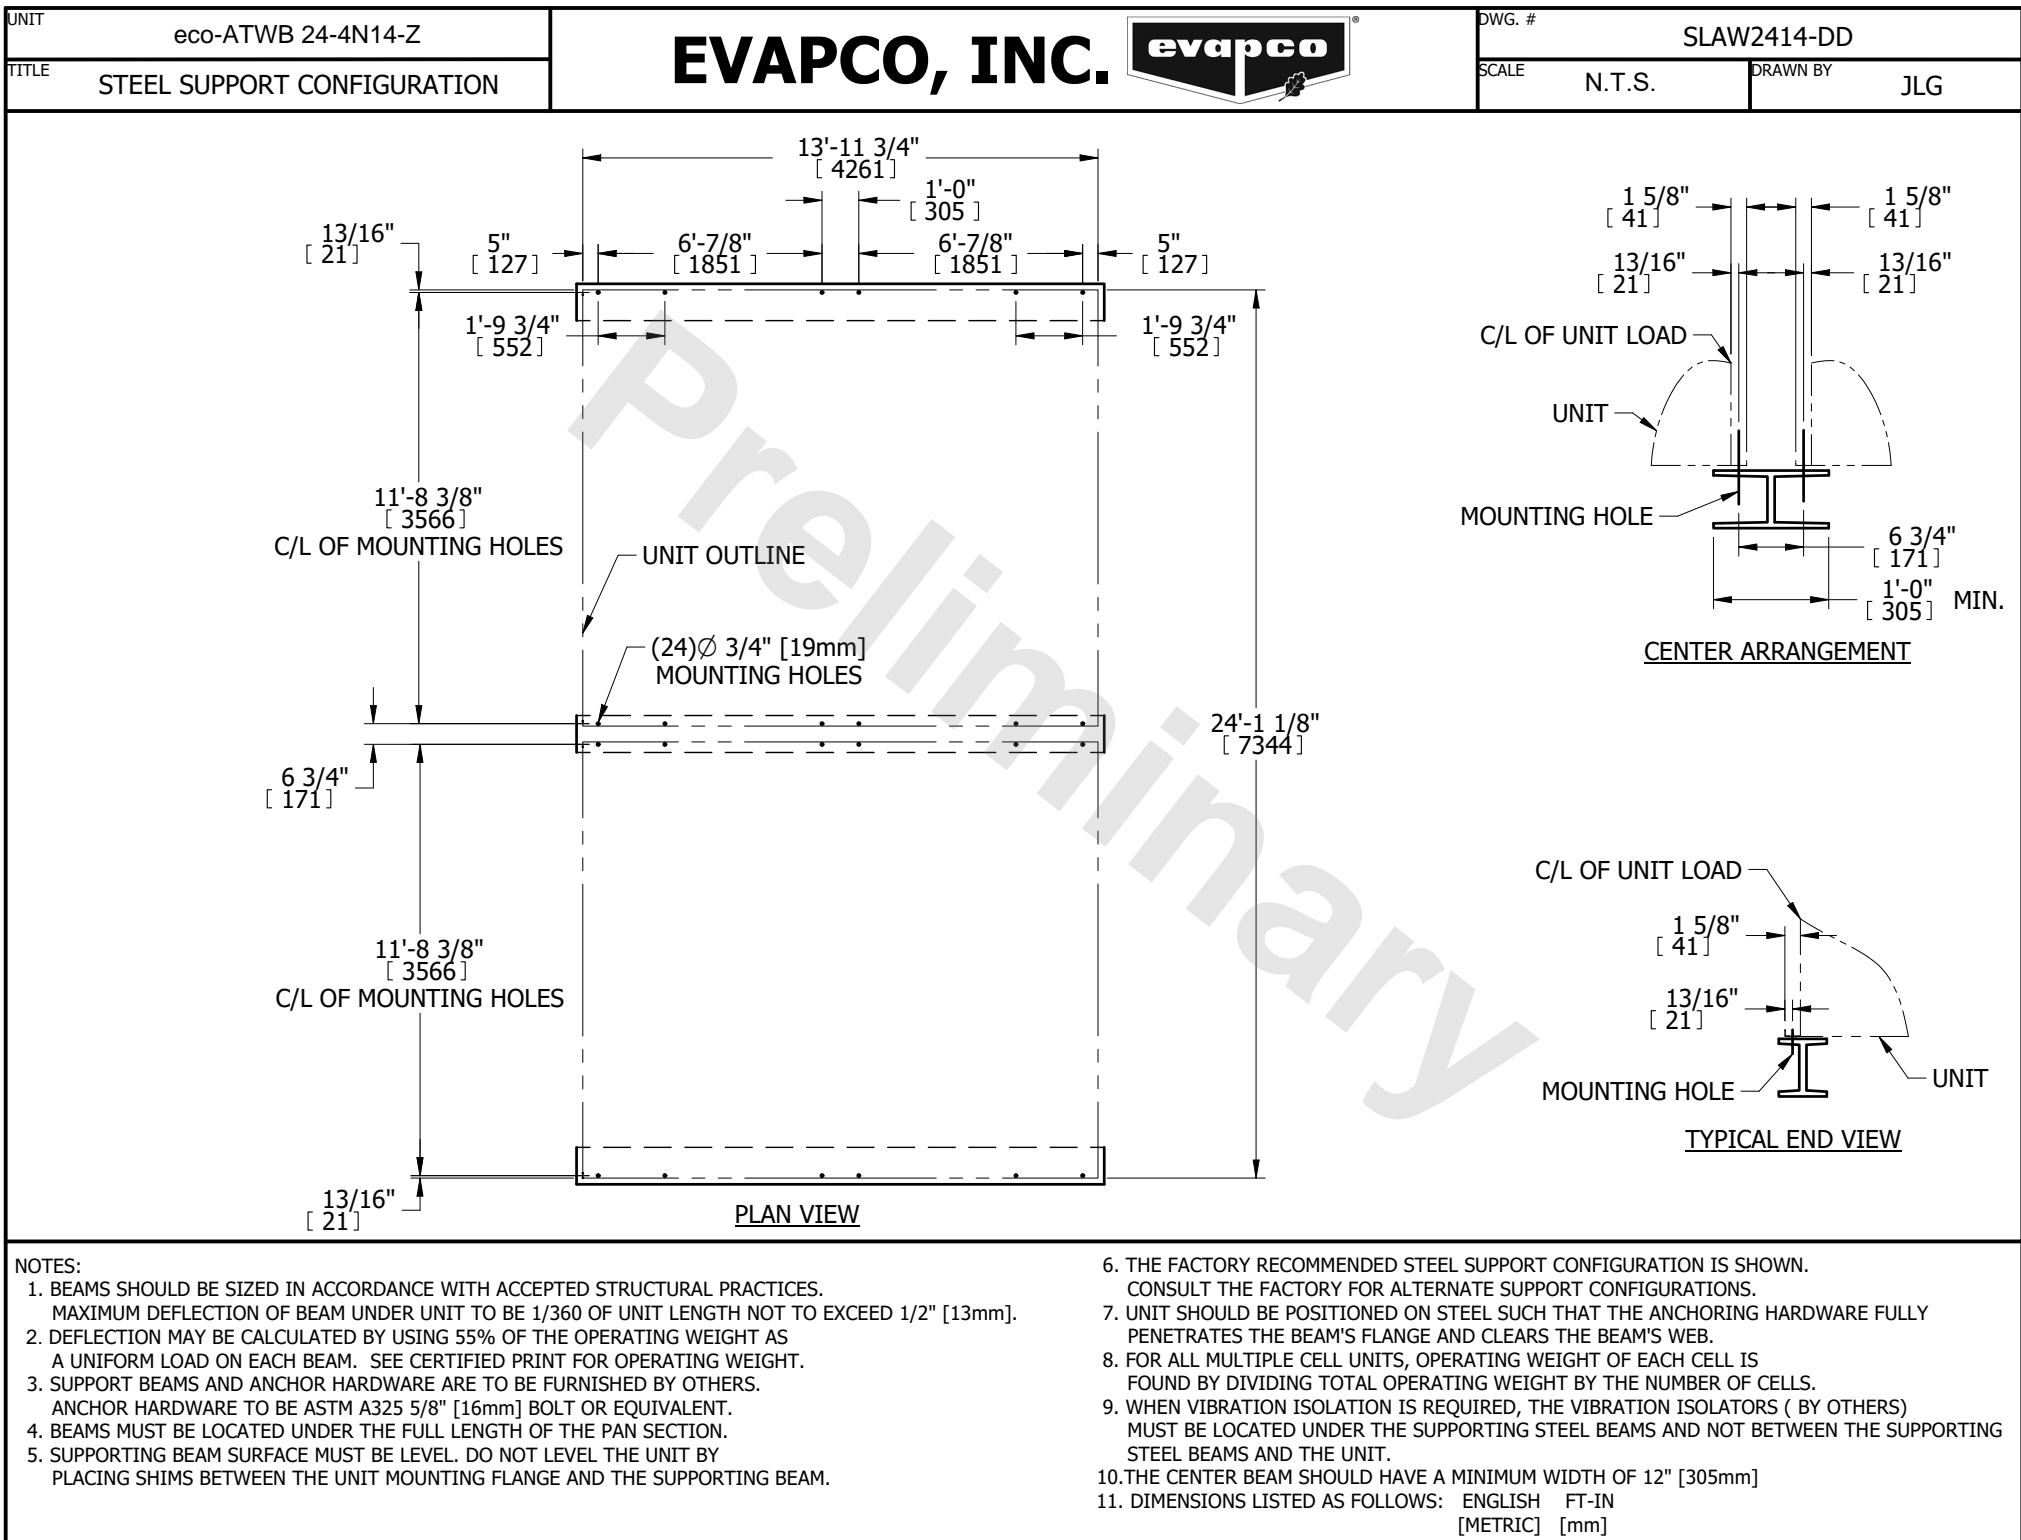 UNIT
eco-ATWB 24-4N14-Z
TITLE
STEEL SUPPORT CONFIGURATION
EVAPCO, INC.
evapco
®
DWG. #
SLAW2414-DD
SCALE
N.T.S.
DRAWN BY
JLG
13'-11 3/4"
[ 4261 ]
1'-0"
[ 305 ]
13/16"
[ 21 ]
5"
[ 127 ]
6'-7/8"
[ 1851 ]
6'-7/8"
[ 1851 ]
5"
[ 127 ]
1'-9 3/4"
[ 552 ]
1'-9 3/4"
[ 552 ]
11'-8 3/8"
[ 3566 ]
C/L OF MOUNTING HOLES
UNIT OUTLINE
(24)∅ 3/4" [19mm]
MOUNTING HOLES
6 3/4"
[ 171 ]
24'-1 1/8"
[ 7344 ]
11'-8 3/8"
[ 3566 ]
C/L OF MOUNTING HOLES
13/16"
[ 21 ]
PLAN VIEW
Preliminary
1 5/8"
[ 41 ]
1 5/8"
[ 41 ]
13/16"
[ 21 ]
13/16"
[ 21 ]
C/L OF UNIT LOAD
UNIT
MOUNTING HOLE
6 3/4"
[ 171 ]
1'-0"
[ 305 ] MIN.
CENTER ARRANGEMENT
C/L OF UNIT LOAD
1 5/8"
[ 41 ]
13/16"
[ 21 ]
MOUNTING HOLE
UNIT
TYPICAL END VIEW
NOTES:
1. BEAMS SHOULD BE SIZED IN ACCORDANCE WITH ACCEPTED STRUCTURAL PRACTICES.
MAXIMUM DEFLECTION OF BEAM UNDER UNIT TO BE 1/360 OF UNIT LENGTH NOT TO EXCEED 1/2" [13mm].
2. DEFLECTION MAY BE CALCULATED BY USING 55% OF THE OPERATING WEIGHT AS
A UNIFORM LOAD ON EACH BEAM. SEE CERTIFIED PRINT FOR OPERATING WEIGHT.
3. SUPPORT BEAMS AND ANCHOR HARDWARE ARE TO BE FURNISHED BY OTHERS.
ANCHOR HARDWARE TO BE ASTM A325 5/8" [16mm] BOLT OR EQUIVALENT.
4. BEAMS MUST BE LOCATED UNDER THE FULL LENGTH OF THE PAN SECTION.
5. SUPPORTING BEAM SURFACE MUST BE LEVEL. DO NOT LEVEL THE UNIT BY
PLACING SHIMS BETWEEN THE UNIT MOUNTING FLANGE AND THE SUPPORTING BEAM.
6. THE FACTORY RECOMMENDED STEEL SUPPORT CONFIGURATION IS SHOWN.
CONSULT THE FACTORY FOR ALTERNATE SUPPORT CONFIGURATIONS.
7. UNIT SHOULD BE POSITIONED ON STEEL SUCH THAT THE ANCHORING HARDWARE FULLY
PENETRATES THE BEAM'S FLANGE AND CLEARS THE BEAM'S WEB.
8. FOR ALL MULTIPLE CELL UNITS, OPERATING WEIGHT OF EACH CELL IS
FOUND BY DIVIDING TOTAL OPERATING WEIGHT BY THE NUMBER OF CELLS.
9. WHEN VIBRATION ISOLATION IS REQUIRED, THE VIBRATION ISOLATORS ( BY OTHERS)
MUST BE LOCATED UNDER THE SUPPORTING STEEL BEAMS AND NOT BETWEEN THE SUPPORTING
STEEL BEAMS AND THE UNIT.
10.THE CENTER BEAM SHOULD HAVE A MINIMUM WIDTH OF 12" [305mm]
11. DIMENSIONS LISTED AS FOLLOWS: ENGLISH FT-IN
[METRIC] [mm]